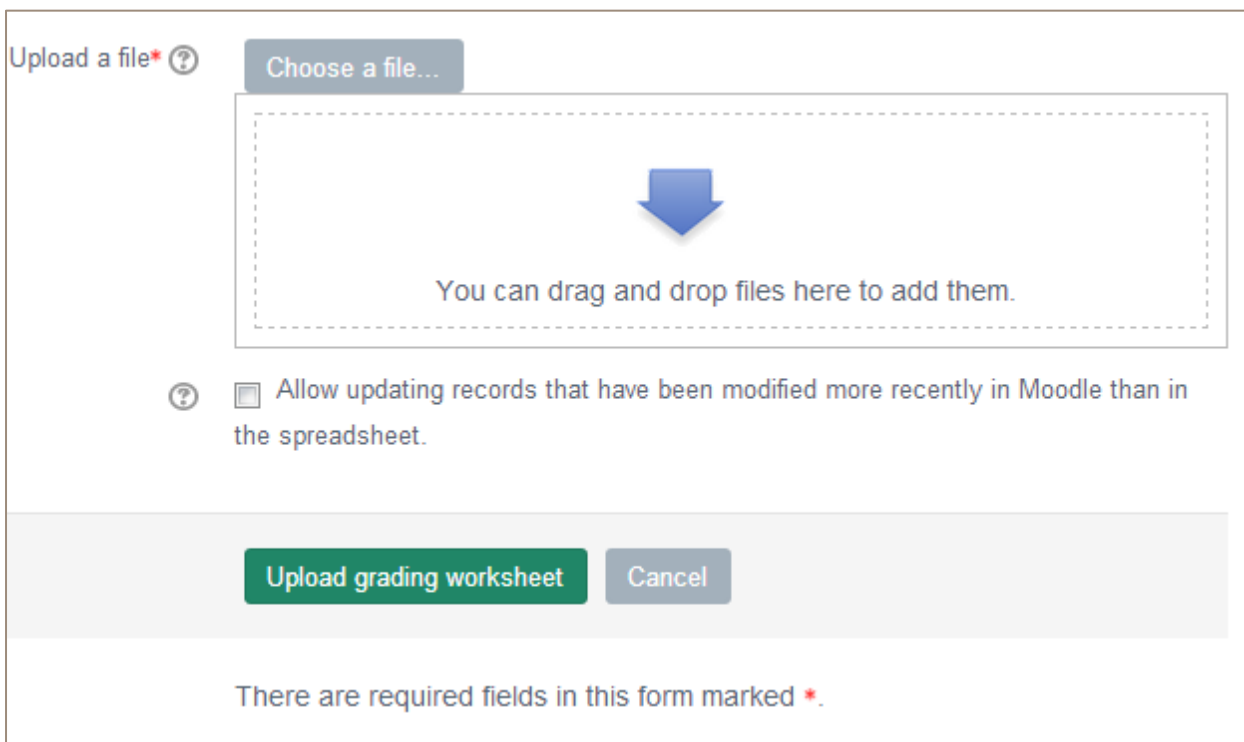 Upload a file*
Choose a file...
You can drag and drop files here to add them.
Allow updating records that have been modified more recently in Moodle than in
the spreadsheet.
Upload grading worksheet Cancel
There are required fields in this form marked *.